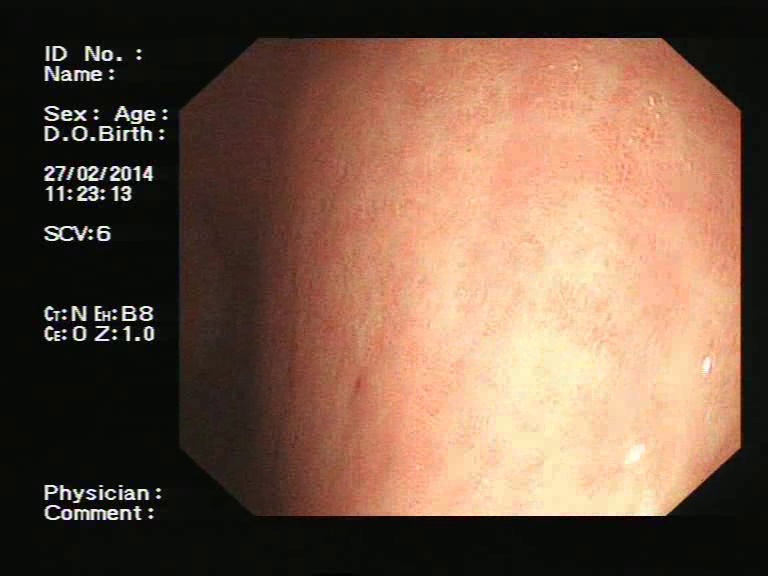 ID No. :
Name:
Sex: Age:
D.O.Birth:
27/02/2014
11:23:13
SCV:6
CT:N EH:B8
CE:0 Z:1.0
Physician:
Comment: